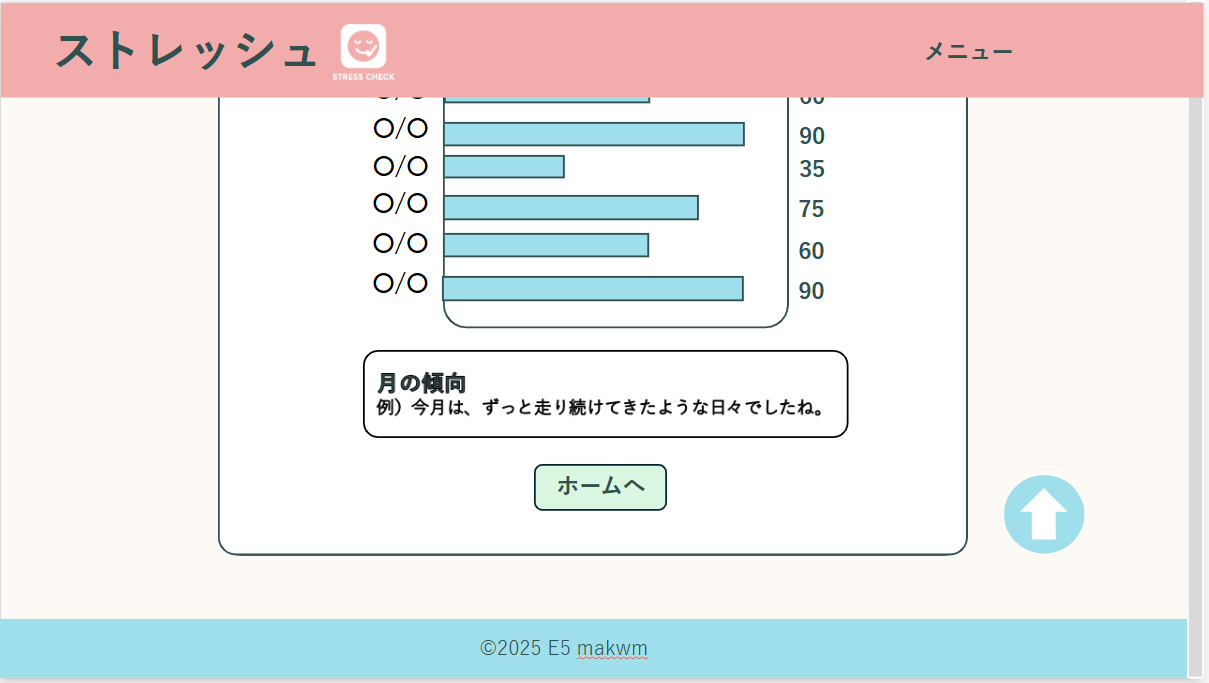 ストレッシュ
STRESS CHECK
メニュー
〇/〇 60
〇/〇 90
〇/〇 35
〇/〇 75
〇/〇 60
〇/〇 90
月の傾向
例）今月は、ずっと走り続けてきたような日々でしたね。
ホームへ
©2025 E5 makwm